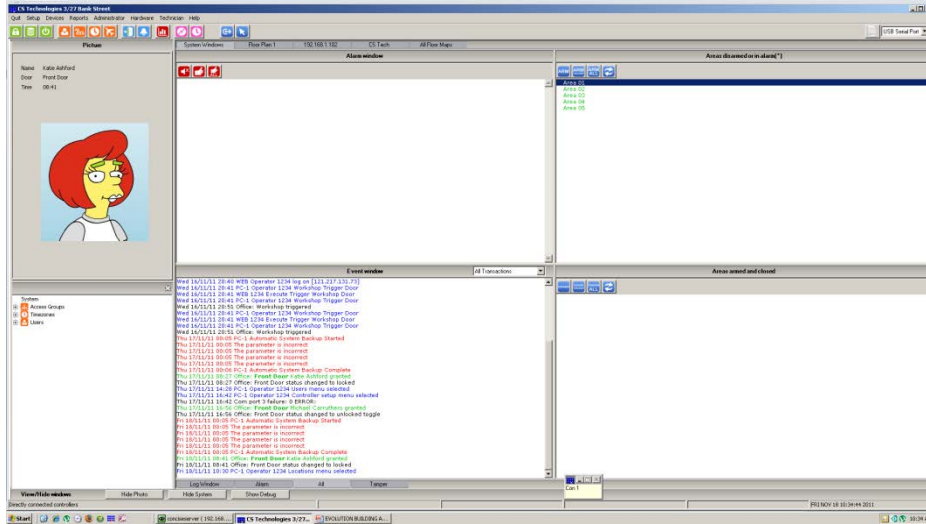 CS Technologies 3/27 Bank Street
Quit Setup Devices Reports Administrator Hardware Technician Help
USB Serial Port
Picture
System Windows Floor Plan 1 192.168.1.102 CS Tech All Floor Maps
Alarm window
Areas disarmed or in alarm(*)
Name Katie Ashford
Door Front Door
Time 08:41
Area 01
Area 02
Area 03
Area 04
Area 05
Event window
All Transactions
Areas armed and closed
System
Access Groups
Timezones
Users
Wed 16/11/11 20:40 WEB Operator 1234 log on [121.217.131.73]
Wed 16/11/11 20:41 PC-1 Operator 1234 Workshop Trigger Door
Wed 16/11/11 20:41 WEB 1234 Execute Trigger Workshop Door
Wed 16/11/11 20:41 PC-1 Operator 1234 Workshop Trigger Door
Wed 16/11/11 20:51 Office: Workshop triggered
Wed 16/11/11 20:41 PC-1 Operator 1234 Workshop Trigger Door
Wed 16/11/11 20:41 WEB 1234 Execute Trigger Workshop Door
Wed 16/11/11 20:41 PC-1 Operator 1234 Workshop Trigger Door
Wed 16/11/11 20:51 Office: Workshop triggered
Thu 17/11/11 00:05 PC-1 Automatic System Backup Started
Thu 17/11/11 00:05 The parameter is incorrect
Thu 17/11/11 00:05 The parameter is incorrect
Thu 17/11/11 00:05 The parameter is incorrect
Thu 17/11/11 00:05 The parameter is incorrect
Thu 17/11/11 00:06 PC-1 Automatic System Backup Complete
Thu 17/11/11 08:27 Office: Front Door Katie Ashford granted
Thu 17/11/11 08:27 Office: Front Door status changed to locked
Thu 17/11/11 14:28 PC-1 Operator 1234 Users menu selected
Thu 17/11/11 16:42 PC-1 Operator 1234 Controller setup menu selected
Thu 17/11/11 16:42 Com port 3 failure: 0 ERROR:
Thu 17/11/11 16:56 Office: Front Door Michael Carruthers granted
Thu 17/11/11 16:56 Office: Front Door status changed to unlocked toggle
Fri 18/11/11 00:05 PC-1 Automatic System Backup Started
Fri 18/11/11 00:05 The parameter is incorrect
Fri 18/11/11 00:05 The parameter is incorrect
Fri 18/11/11 00:05 The parameter is incorrect
Fri 18/11/11 00:05 The parameter is incorrect
Fri 18/11/11 00:05 PC-1 Automatic System Backup Complete
Fri 18/11/11 08:41 Office: Front Door Katie Ashford granted
Fri 18/11/11 08:41 Office: Front Door status changed to locked
Fri 18/11/11 10:30 PC-1 Operator 1234 Locations menu selected
Log Window Alarm All Tamper
Can 1
View/Hide windows Hide Photo Hide System Show Debug
Directly connected controllers
FRI NOV 18 10:34:44 2011
Start
CS Technologies 3/27...
EVOLUTION BUILDING A...
10:34